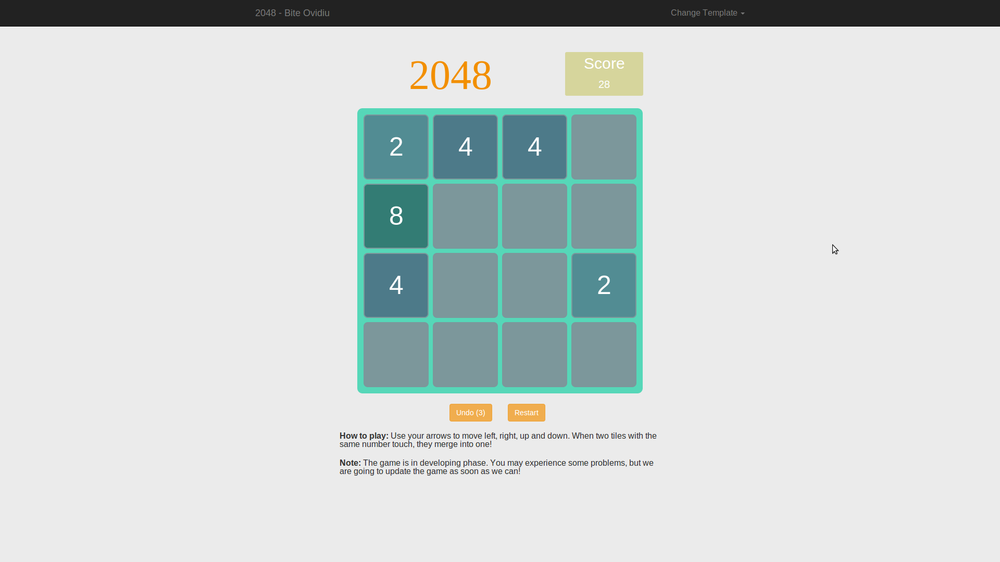 2048 - Bite Ovidiu
Change Template
2048
Score
28
2 4 4
8
4 2
Undo (3)
Restart
How to play: Use your arrows to move left, right, up and down. When two tiles with the
same number touch, they merge into one!
Note: The game is in developing phase. You may experience some problems, but we
are going to update the game as soon as we can!